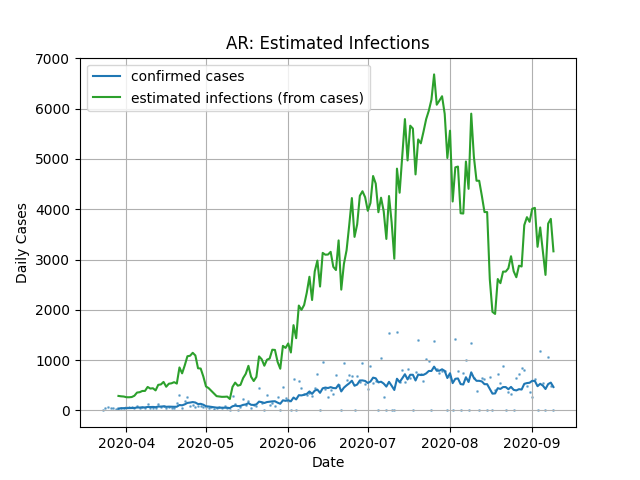 AR: Estimated Infections
confirmed cases
estimated infections (from cases)
7000
6000
5000
4000
3000
2000
1000
0
Daily Cases
2020-04 2020-05 2020-06 2020-07 2020-08 2020-09
Date